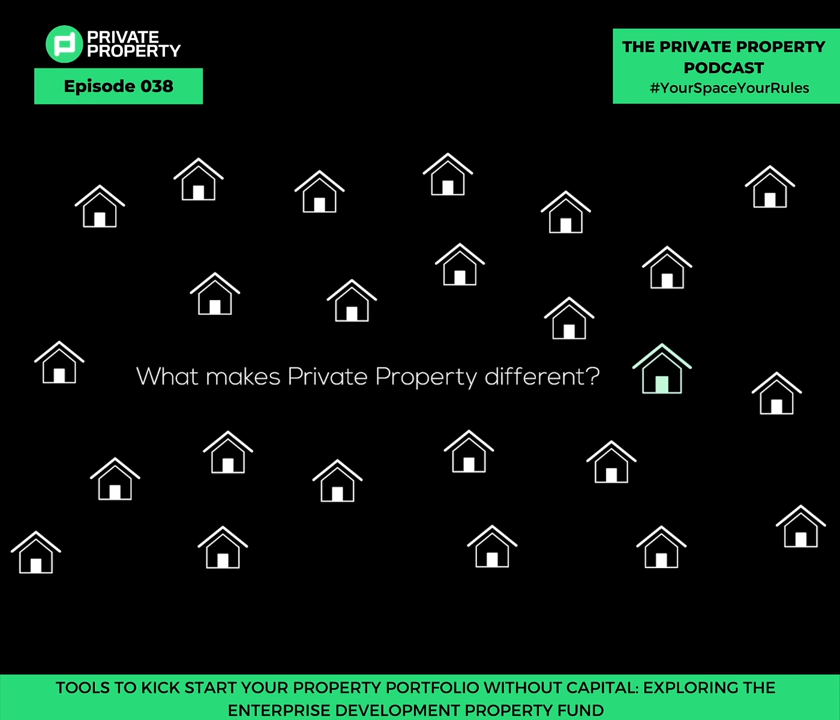 PRIVATE
PROPERTY
Episode 038
THE PRIVATE PROPERTY
PODCAST
#YourSpaceYourRules
What makes Private Property different?
TOOLS TO KICK START YOUR PROPERTY PORTFOLIO WITHOUT CAPITAL: EXPLORING THE
ENTERPRISE DEVELOPMENT PROPERTY FUND